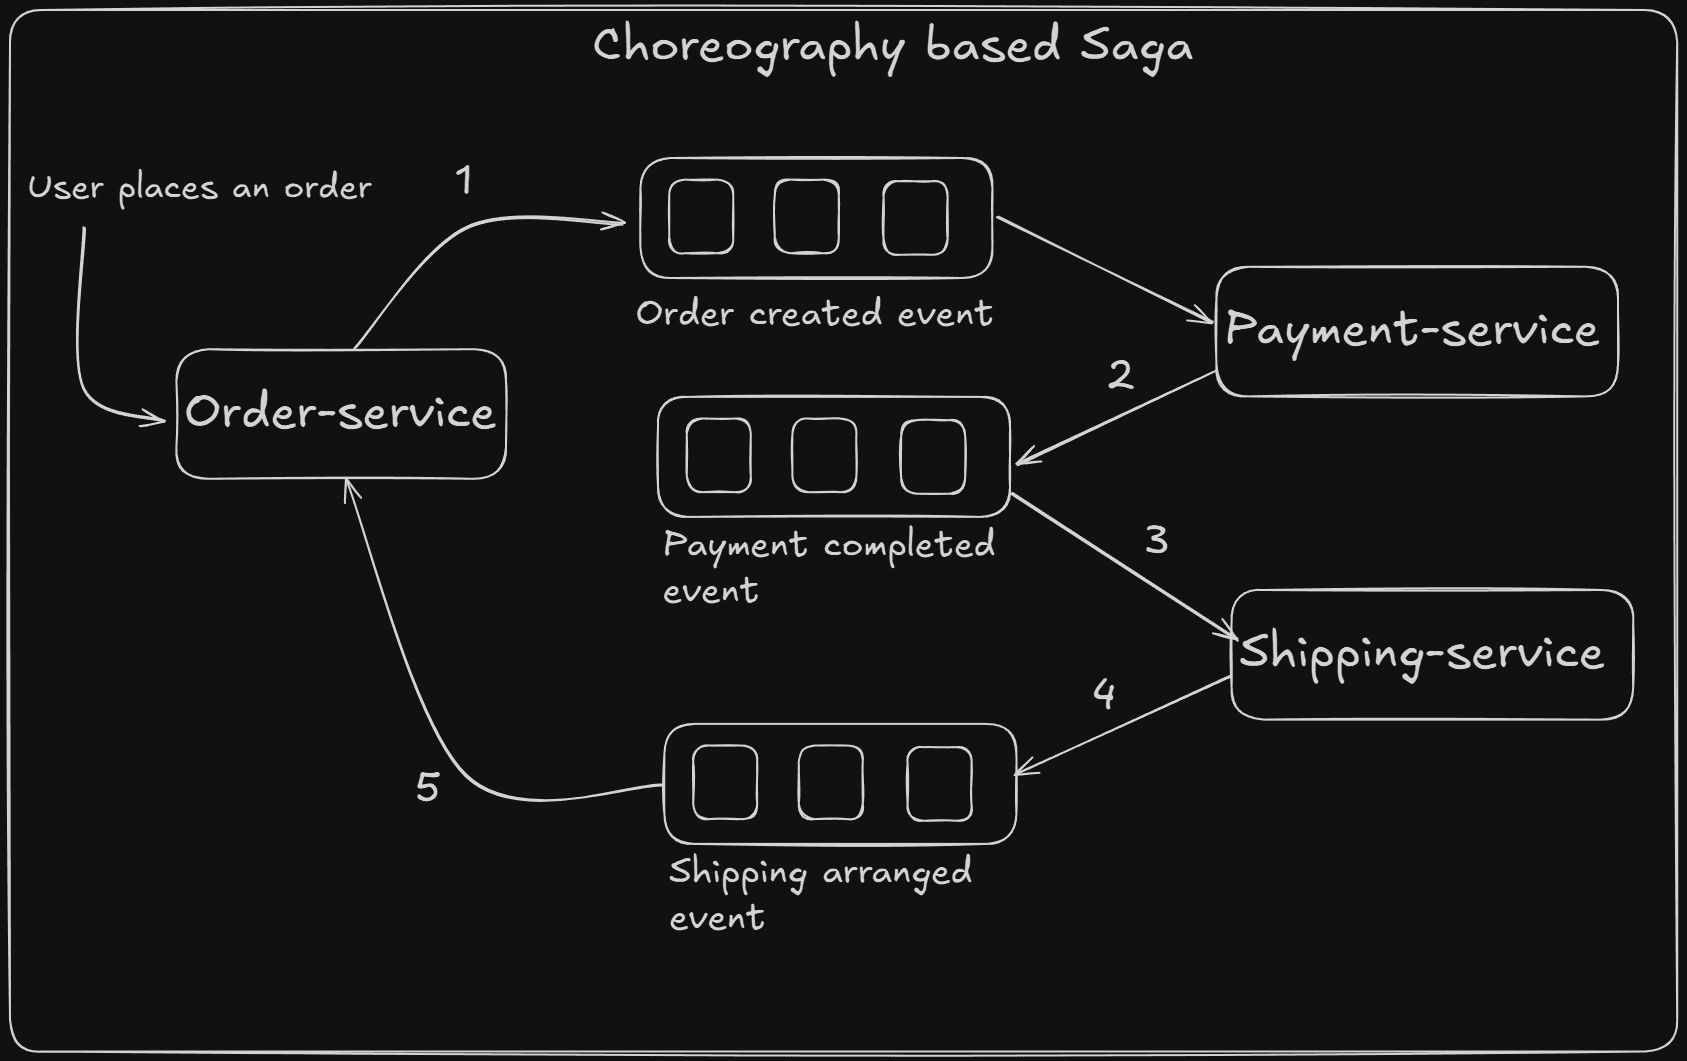 Choreography based Saga
User places an order
1
Order created event
Payment-service
2
Order-service
Payment completed
event
3
Shipping-service
4
5
Shipping arranged
event